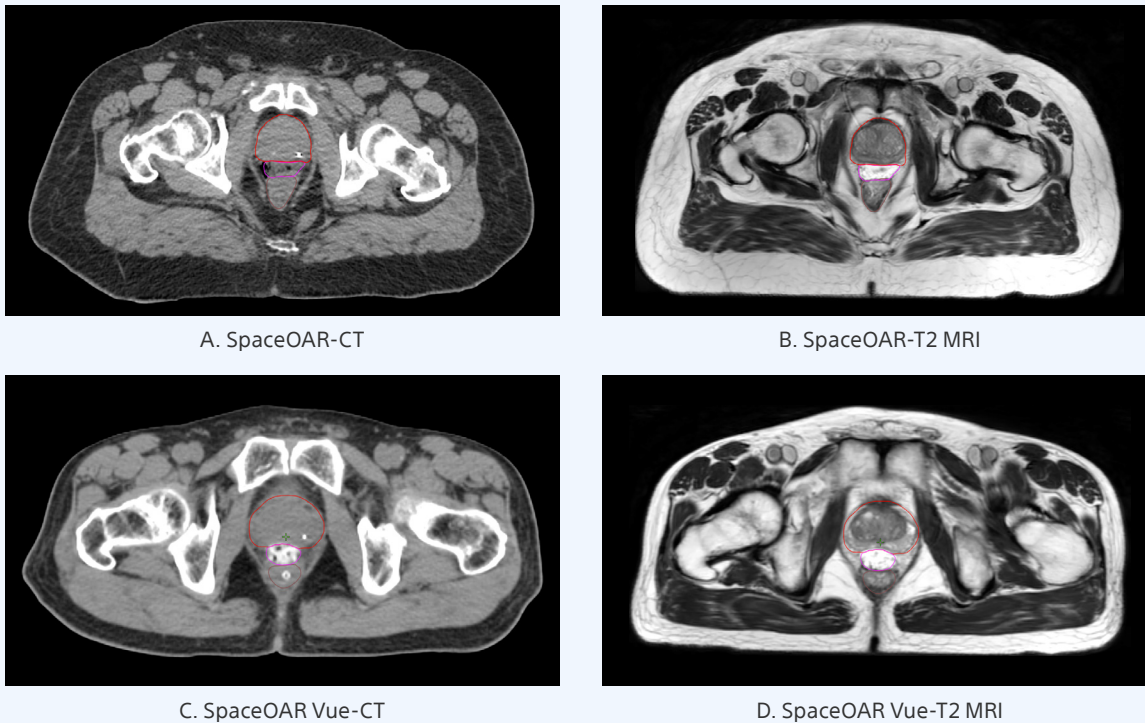 A. SpaceOAR-CT
B. SpaceOAR-T2 MRI
C. SpaceOAR Vue-CT
D. SpaceOAR Vue-T2 MRI